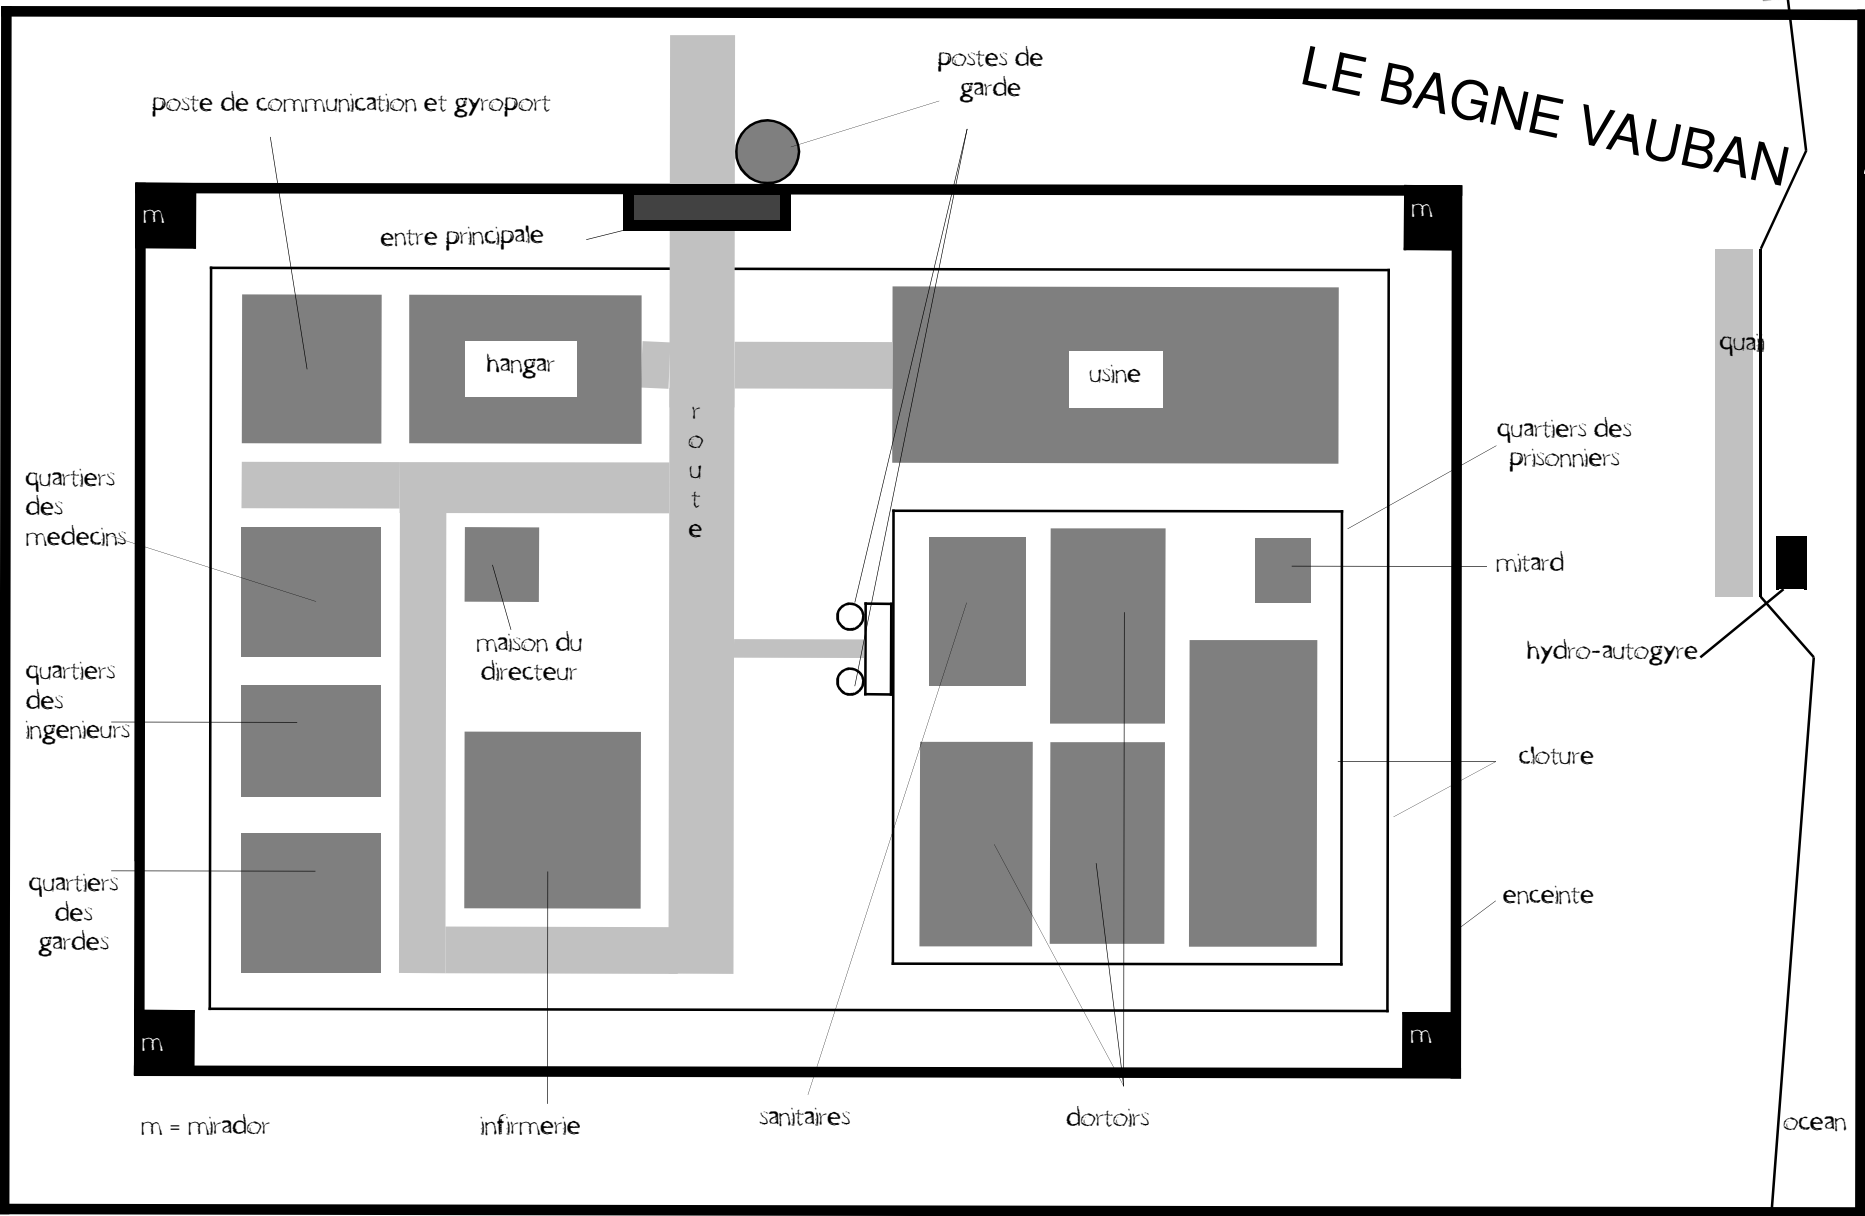 LE BAGNE VAUBAN
postes de
garde
poste de communication et gyroport
m
m
entre principale
hangar
usine
quai
r
o
u
t
e
quartiers des
prisonniers
quartiers
des
medecins
mitard
maison du
directeur
hydro-autogyre
quartiers
des
ingenieurs
cloture
quartiers
des
gardes
enceinte
m
m
m = mirador
infirmerie
sanitaires
dortoirs
ocean